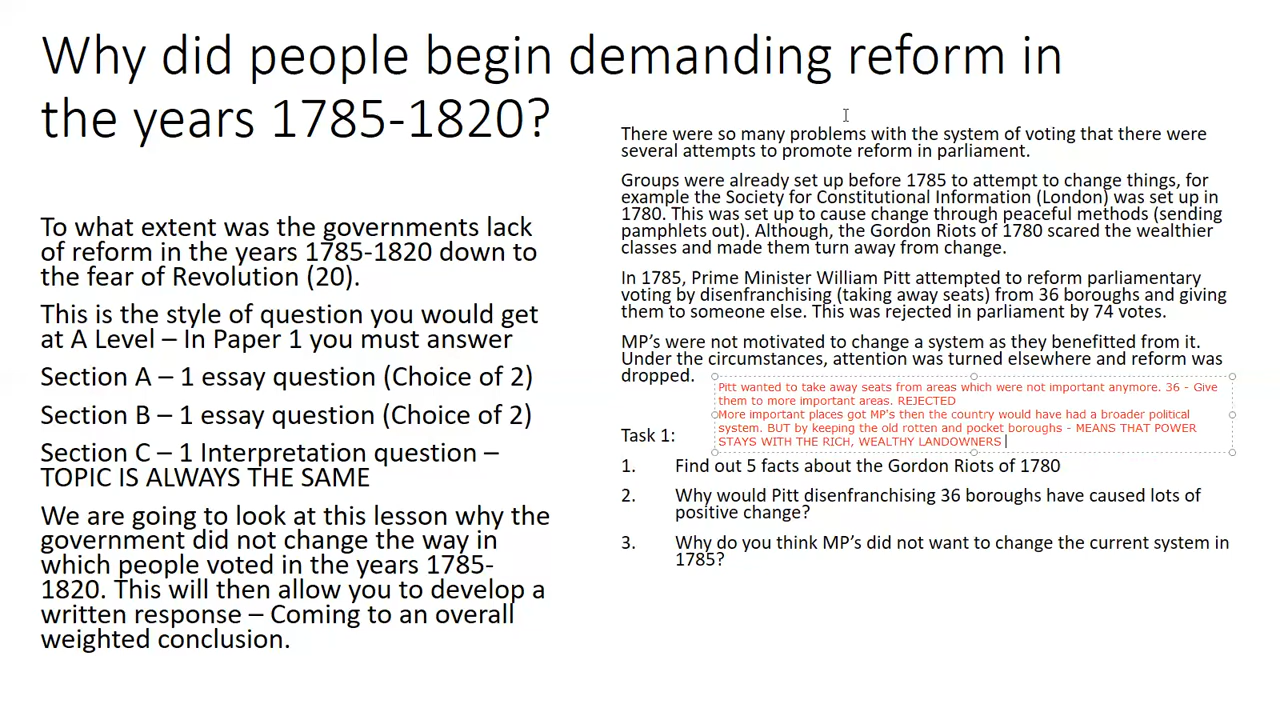 Why did people begin demanding reform in
the years 1785-1820?
To what extent was the governments lack
of reform in the years 1785-1820 down to
the fear of Revolution (20).
This is the style of question you would get
at A Level – In Paper 1 you must answer
Section A – 1 essay question (Choice of 2)
Section B – 1 essay question (Choice of 2)
Section C – 1 Interpretation question –
TOPIC IS ALWAYS THE SAME
We are going to look at this lesson why the
government did not change the way in
which people voted in the years 1785-
1820. This will then allow you to develop a
written response – Coming to an overall
weighted conclusion.
There were so many problems with the system of voting that there were
several attempts to promote reform in parliament.
Groups were already set up before 1785 to attempt to change things, for
example the Society for Constitutional Information (London) was set up in
1780. This was set up to cause change through peaceful methods (sending
pamphlets out). Although, the Gordon Riots of 1780 scared the wealthier
classes and made them turn away from change.
In 1785, Prime Minister William Pitt attempted to reform parliamentary
voting by disenfranchising (taking away seats) from 36 boroughs and giving
them to someone else. This was rejected in parliament by 74 votes.
MP’s were not motivated to change a system as they benefitted from it.
Under the circumstances, attention was turned elsewhere and reform was
dropped.
Pitt wanted to take away seats from areas which were not important anymore. 36 - Give
them to more important areas. REJECTED
More important places got MP's then the country would have had a broader political
system. BUT by keeping the old rotten and pocket boroughs - MEANS THAT POWER
STAYS WITH THE RICH, WEALTHY LANDOWNERS
Task 1:
1. Find out 5 facts about the Gordon Riots of 1780
2. Why would Pitt disenfranchising 36 boroughs have caused lots of
positive change?
3. Why do you think MP’s did not want to change the current system in
1785?